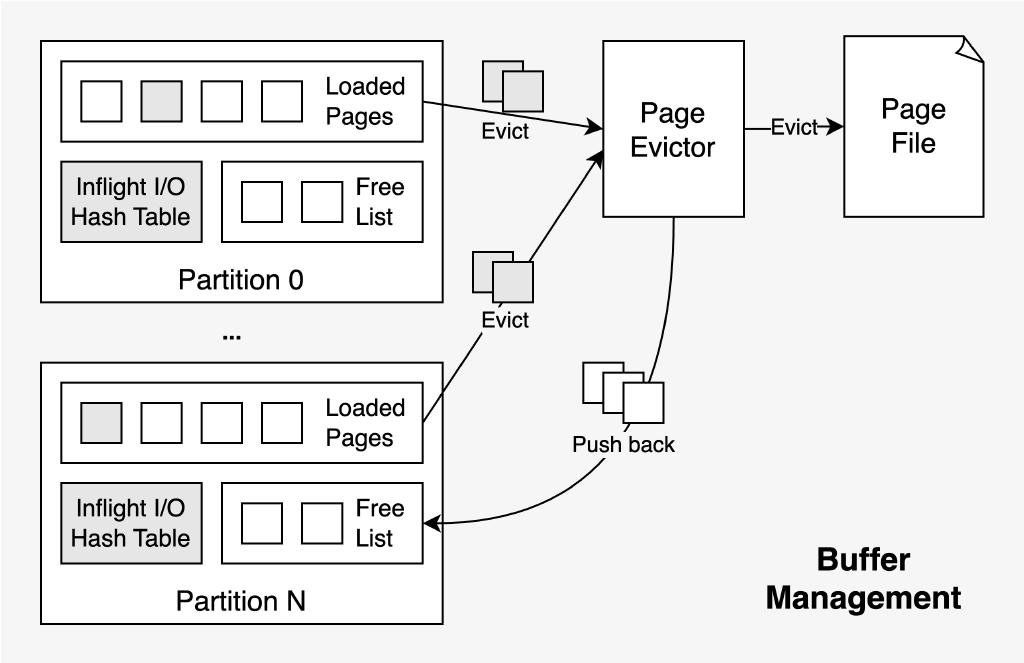 Loaded
Pages
Inflight I/O
Hash Table
Free
List
Partition 0
...
Loaded
Pages
Inflight I/O
Hash Table
Free
List
Partition N
Evict
Evict
Push back
Page
Evictor
Evict
Page
File
Buffer
Management